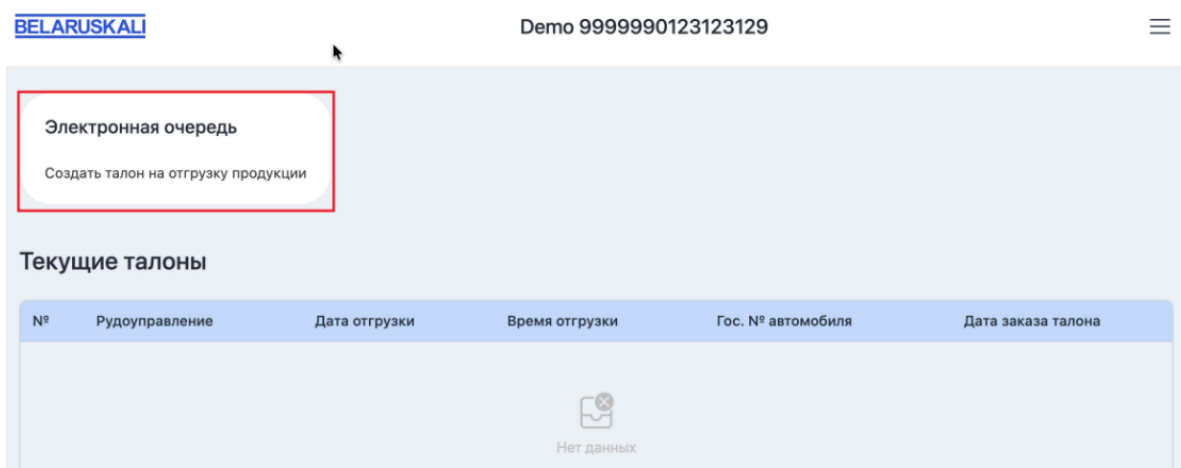 BELARUSKALI
Demo 9999990123123129
Электронная очередь
Создать талон на отгрузку продукции
Текущие талоны
№ Рудоуправление Дата отгрузки Время отгрузки Гос. № автомобиля Дата заказа талона
Нет данных